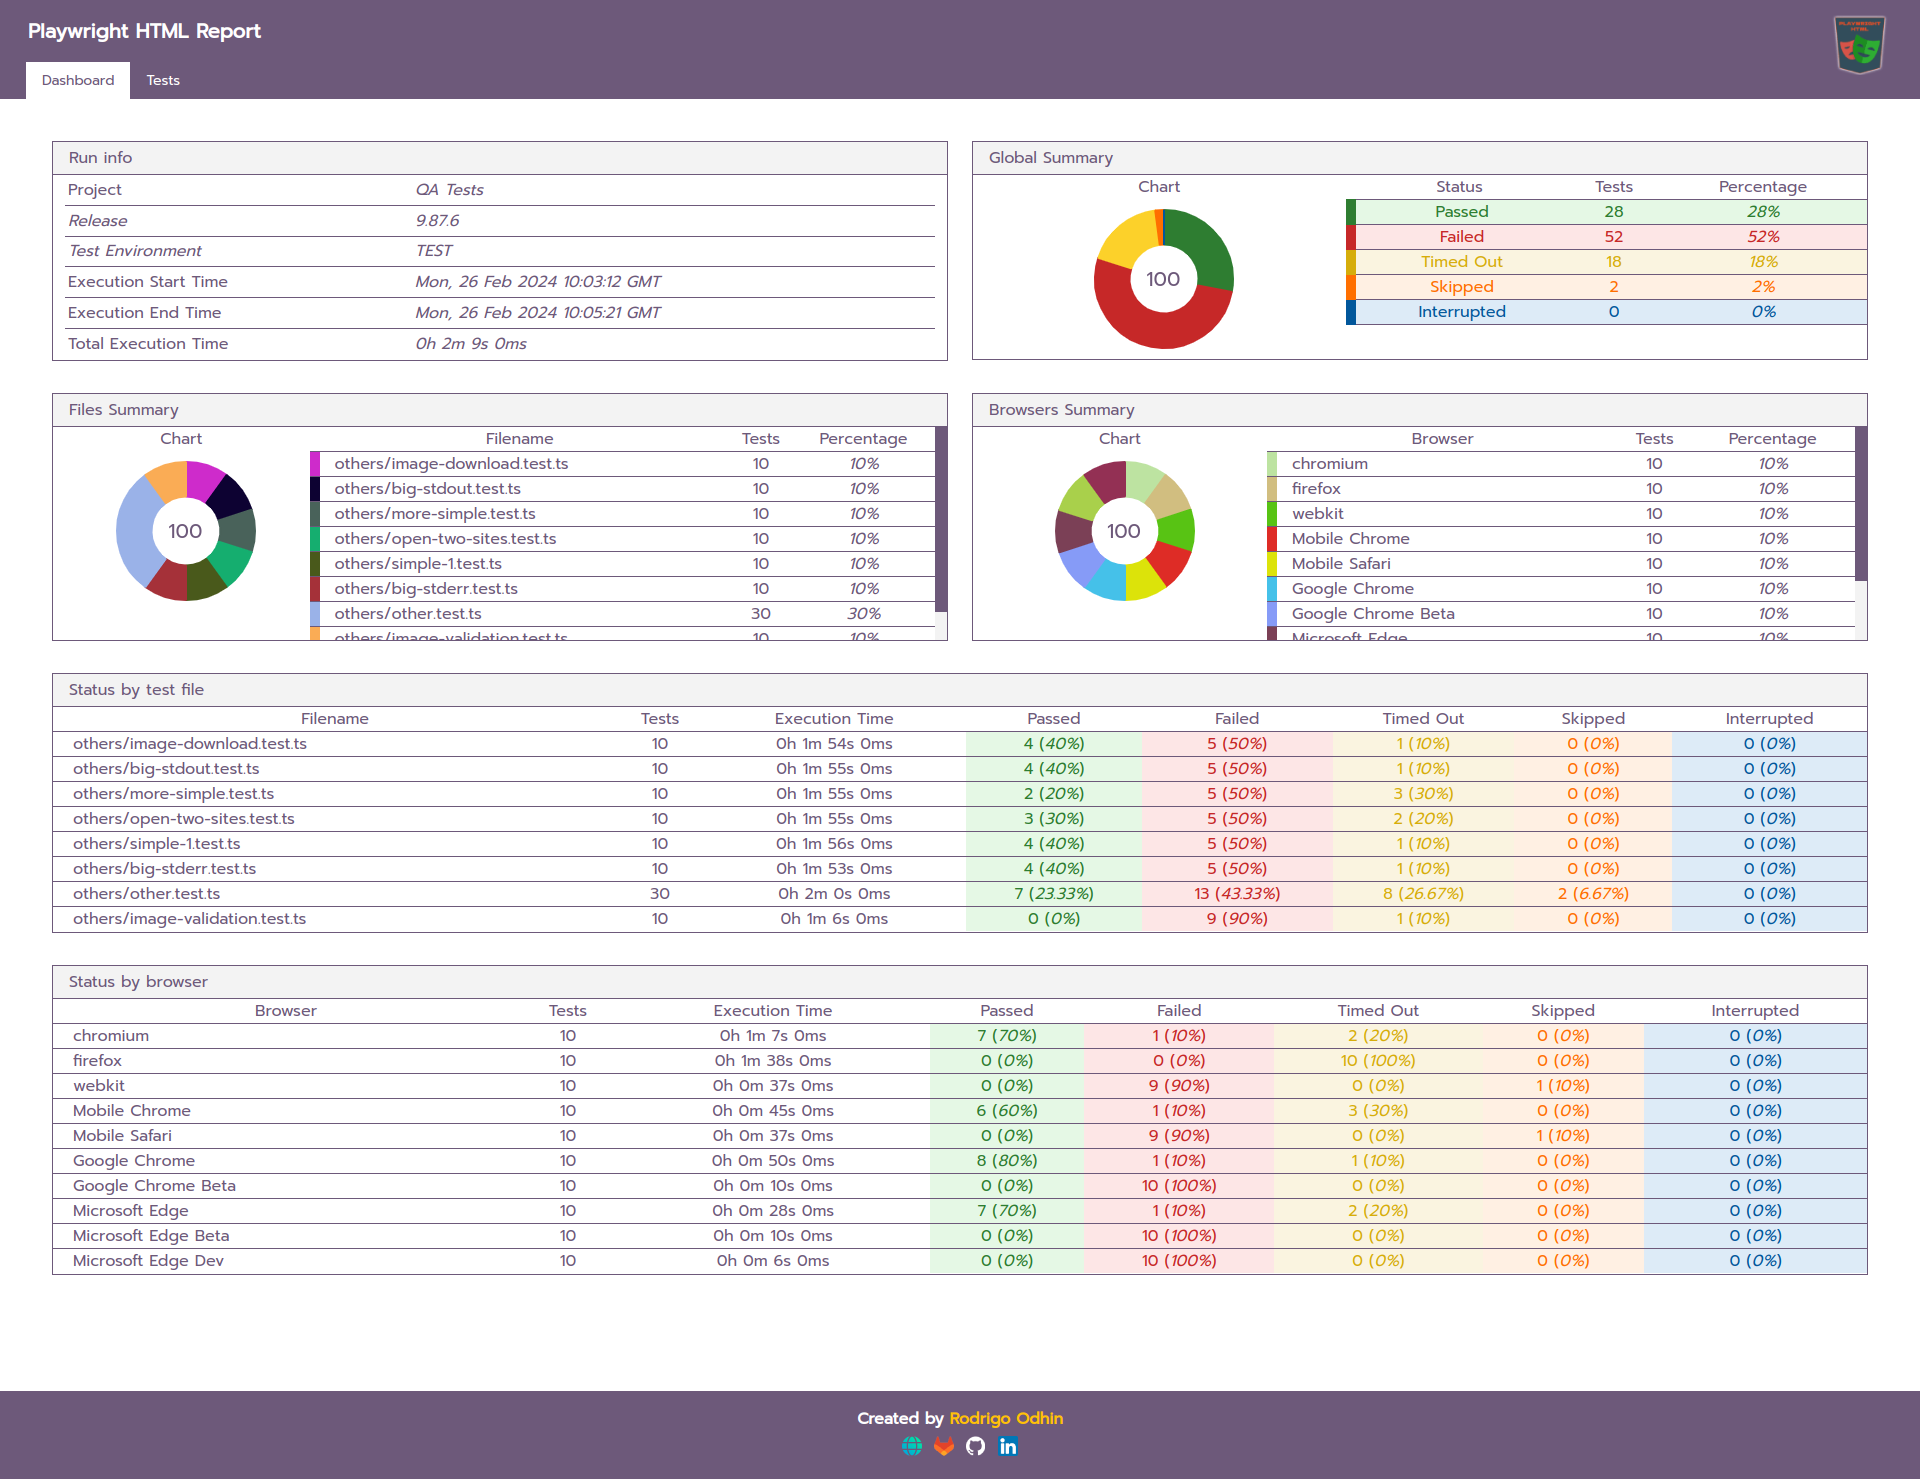 Playwright HTML Report
PLAYWRIGHT
HTML
Dashboard Tests
Run info
Project QA Tests
Release 9.87.6
Test Environment TEST
Execution Start Time Mon, 26 Feb 2024 10:03:12 GMT
Execution End Time Mon, 26 Feb 2024 10:05:21 GMT
Total Execution Time 0h 2m 9s 0ms
Global Summary
Chart Status Tests Percentage
100
Passed 28 28%
Failed 52 52%
Timed Out 18 18%
Skipped 2 2%
Interrupted 0 0%
Files Summary
Chart Filename Tests Percentage
100
others/image-download.test.ts 10 10%
others/big-stdout.test.ts 10 10%
others/more-simple.test.ts 10 10%
others/open-two-sites.test.ts 10 10%
others/simple-1.test.ts 10 10%
others/big-stderr.test.ts 10 10%
others/other.test.ts 30 30%
others/image-validation.test.ts 10 10%
Browsers Summary
Chart Browser Tests Percentage
100
chromium 10 10%
firefox 10 10%
webkit 10 10%
Mobile Chrome 10 10%
Mobile Safari 10 10%
Google Chrome 10 10%
Google Chrome Beta 10 10%
Microsoft Edge 10 10%
Status by test file
Filename Tests Execution Time Passed Failed Timed Out Skipped Interrupted
others/image-download.test.ts 10 0h 1m 54s 0ms 4 (40%) 5 (50%) 1 (10%) 0 (0%) 0 (0%)
others/big-stdout.test.ts 10 0h 1m 55s 0ms 4 (40%) 5 (50%) 1 (10%) 0 (0%) 0 (0%)
others/more-simple.test.ts 10 0h 1m 55s 0ms 2 (20%) 5 (50%) 3 (30%) 0 (0%) 0 (0%)
others/open-two-sites.test.ts 10 0h 1m 55s 0ms 3 (30%) 5 (50%) 2 (20%) 0 (0%) 0 (0%)
others/simple-1.test.ts 10 0h 1m 56s 0ms 4 (40%) 5 (50%) 1 (10%) 0 (0%) 0 (0%)
others/big-stderr.test.ts 10 0h 1m 53s 0ms 4 (40%) 5 (50%) 1 (10%) 0 (0%) 0 (0%)
others/other.test.ts 30 0h 2m 0s 0ms 7 (23.33%) 13 (43.33%) 8 (26.67%) 2 (6.67%) 0 (0%)
others/image-validation.test.ts 10 0h 1m 6s 0ms 0 (0%) 9 (90%) 1 (10%) 0 (0%) 0 (0%)
Status by browser
Browser Tests Execution Time Passed Failed Timed Out Skipped Interrupted
chromium 10 0h 1m 7s 0ms 7 (70%) 1 (10%) 2 (20%) 0 (0%) 0 (0%)
firefox 10 0h 1m 38s 0ms 0 (0%) 0 (0%) 10 (100%) 0 (0%) 0 (0%)
webkit 10 0h 0m 37s 0ms 0 (0%) 9 (90%) 0 (0%) 1 (10%) 0 (0%)
Mobile Chrome 10 0h 0m 45s 0ms 6 (60%) 1 (10%) 3 (30%) 0 (0%) 0 (0%)
Mobile Safari 10 0h 0m 37s 0ms 0 (0%) 9 (90%) 0 (0%) 1 (10%) 0 (0%)
Google Chrome 10 0h 0m 50s 0ms 8 (80%) 1 (10%) 1 (10%) 0 (0%) 0 (0%)
Google Chrome Beta 10 0h 0m 10s 0ms 0 (0%) 10 (100%) 0 (0%) 0 (0%) 0 (0%)
Microsoft Edge 10 0h 0m 28s 0ms 7 (70%) 1 (10%) 2 (20%) 0 (0%) 0 (0%)
Microsoft Edge Beta 10 0h 0m 10s 0ms 0 (0%) 10 (100%) 0 (0%) 0 (0%) 0 (0%)
Microsoft Edge Dev 10 0h 0m 6s 0ms 0 (0%) 10 (100%) 0 (0%) 0 (0%) 0 (0%)
Created by Rodrigo Odhin
in